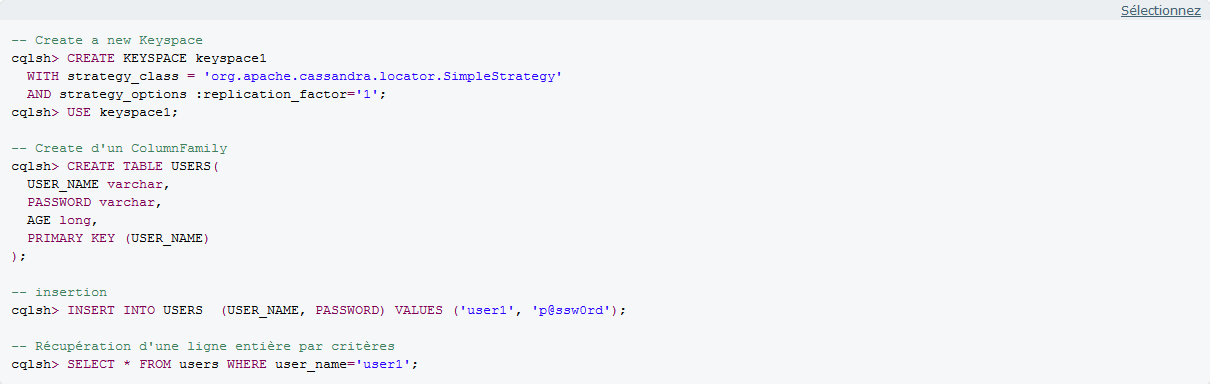 Sélectionnez
-- Create a new Keyspace
cqlsh> CREATE KEYSPACE keyspace1
  WITH strategy_class = 'org.apache.cassandra.locator.SimpleStrategy'
  AND strategy_options :replication_factor='1';
cqlsh> USE keyspace1;
-- Create d'un ColumnFamily
cqlsh> CREATE TABLE USERS(
  USER_NAME varchar,
  PASSWORD varchar,
  AGE long,
  PRIMARY KEY (USER_NAME)
);
-- insertion
cqlsh> INSERT INTO USERS  (USER_NAME, PASSWORD) VALUES ('user1', 'p@ssw0rd');
-- Récupération d'une ligne entière par critères
cqlsh> SELECT * FROM users WHERE user_name='user1';